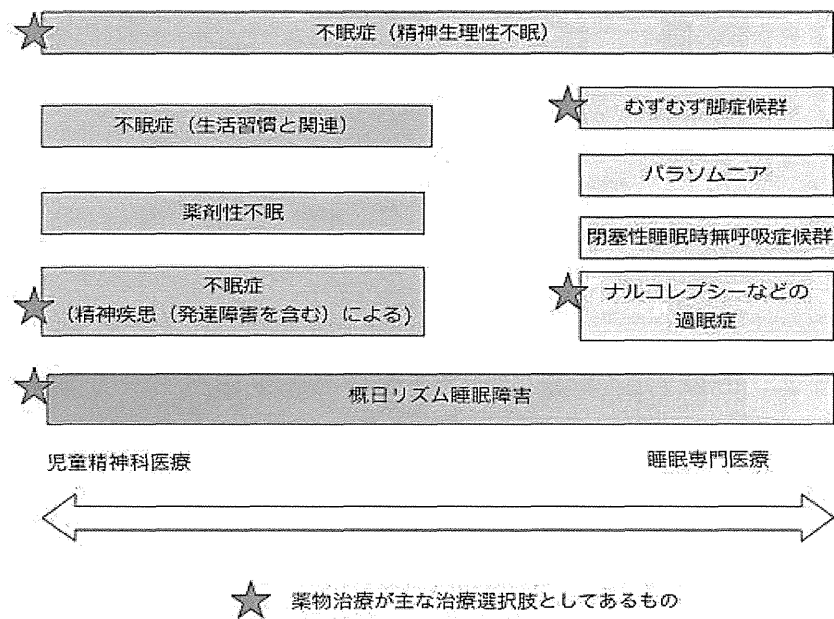 不眠症（精神生理性不眠）
不眠症（生活習慣と関連）
むずむず脚症候群
パラソムニア
薬剤性不眠
閉塞性睡眠時無呼吸症候群
不眠症
（精神疾患（発達障害を含む）による）
ナルコレプシーなどの
過眠症
概日リズム睡眠障害
児童精神科医療
睡眠専門医療
薬物治療が主な治療選択肢としてあるもの